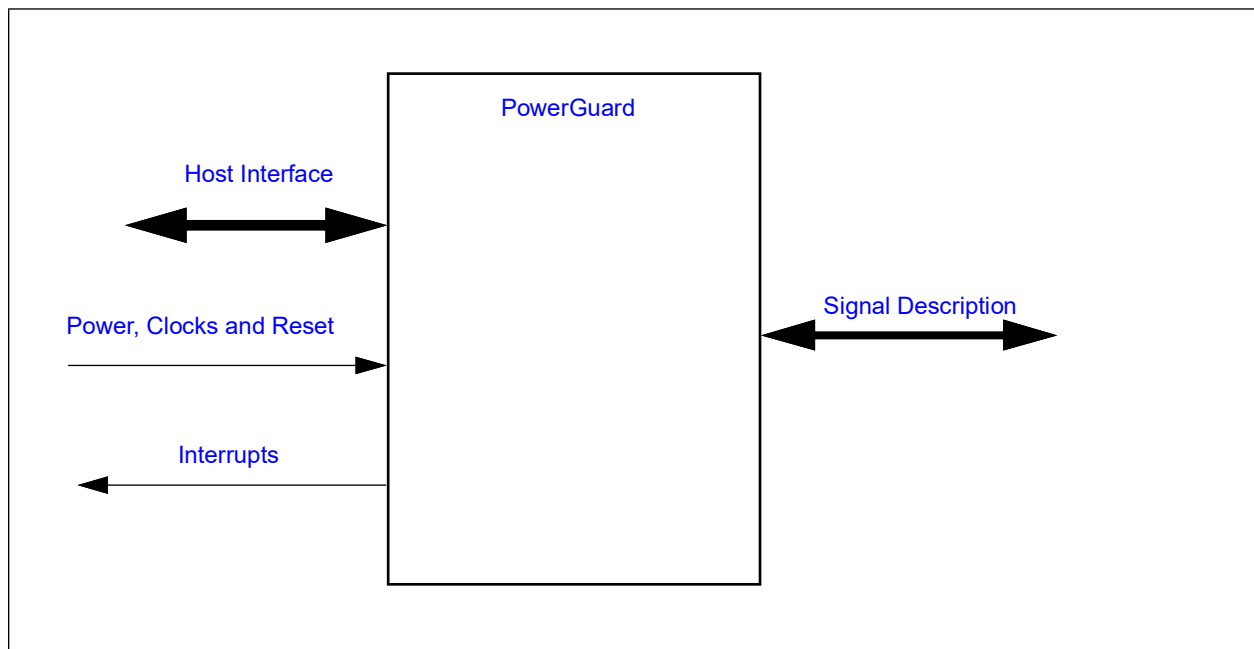 PowerGuard
Host Interface
Signal Description
Power, Clocks and Reset
Interrupts